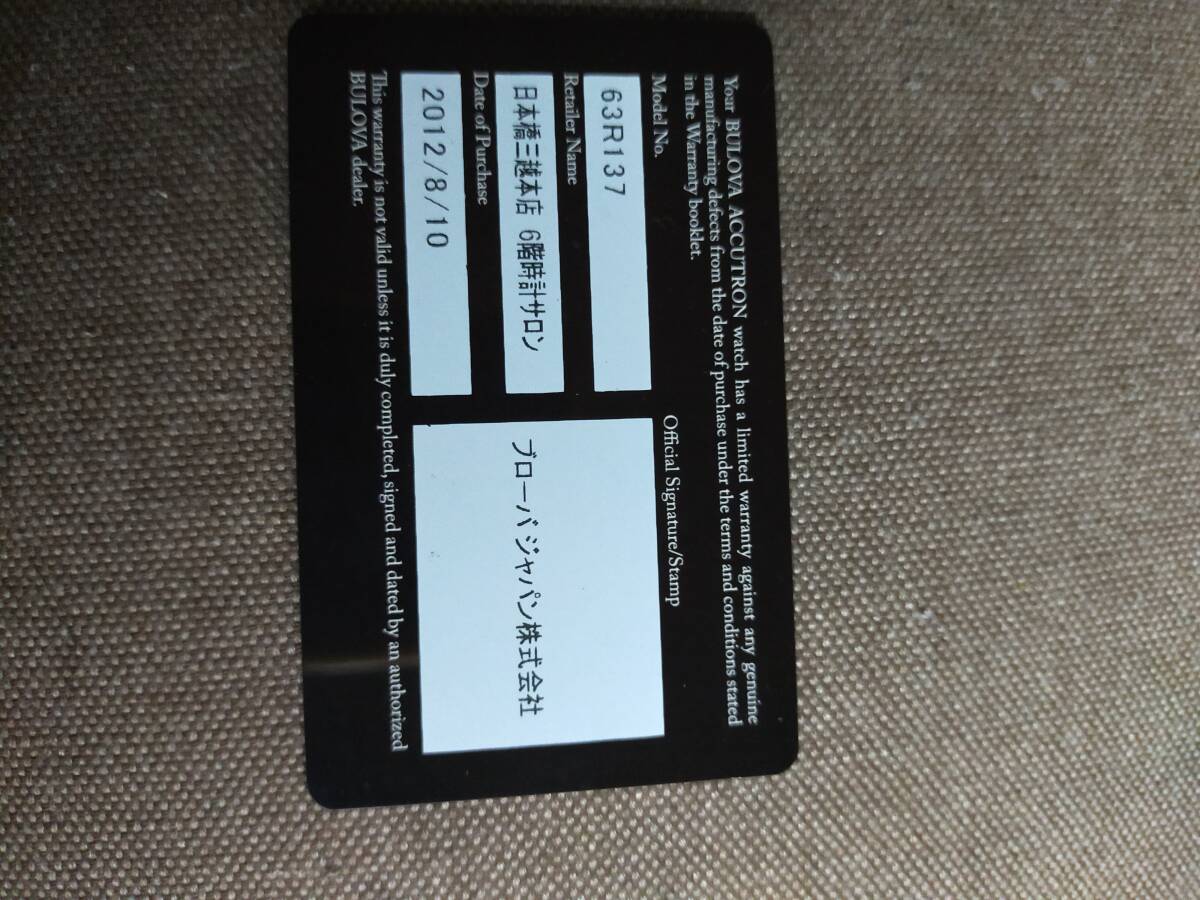 Your BULOVA ACCUTRON watch has a limited warranty against any genuine
manufacturing defects from the date of purchase under the terms and conditions stated
in the Warranty booklet.
Model No.
63R137
Retailer Name
日本橋三越本店 6階時計サロン
Date of Purchase
2012/8/10
Official Signature/Stamp
ブローバジャパン株式会社
This warranty is not valid unless it is duly completed, signed and dated by an authorized
BULOVA dealer.